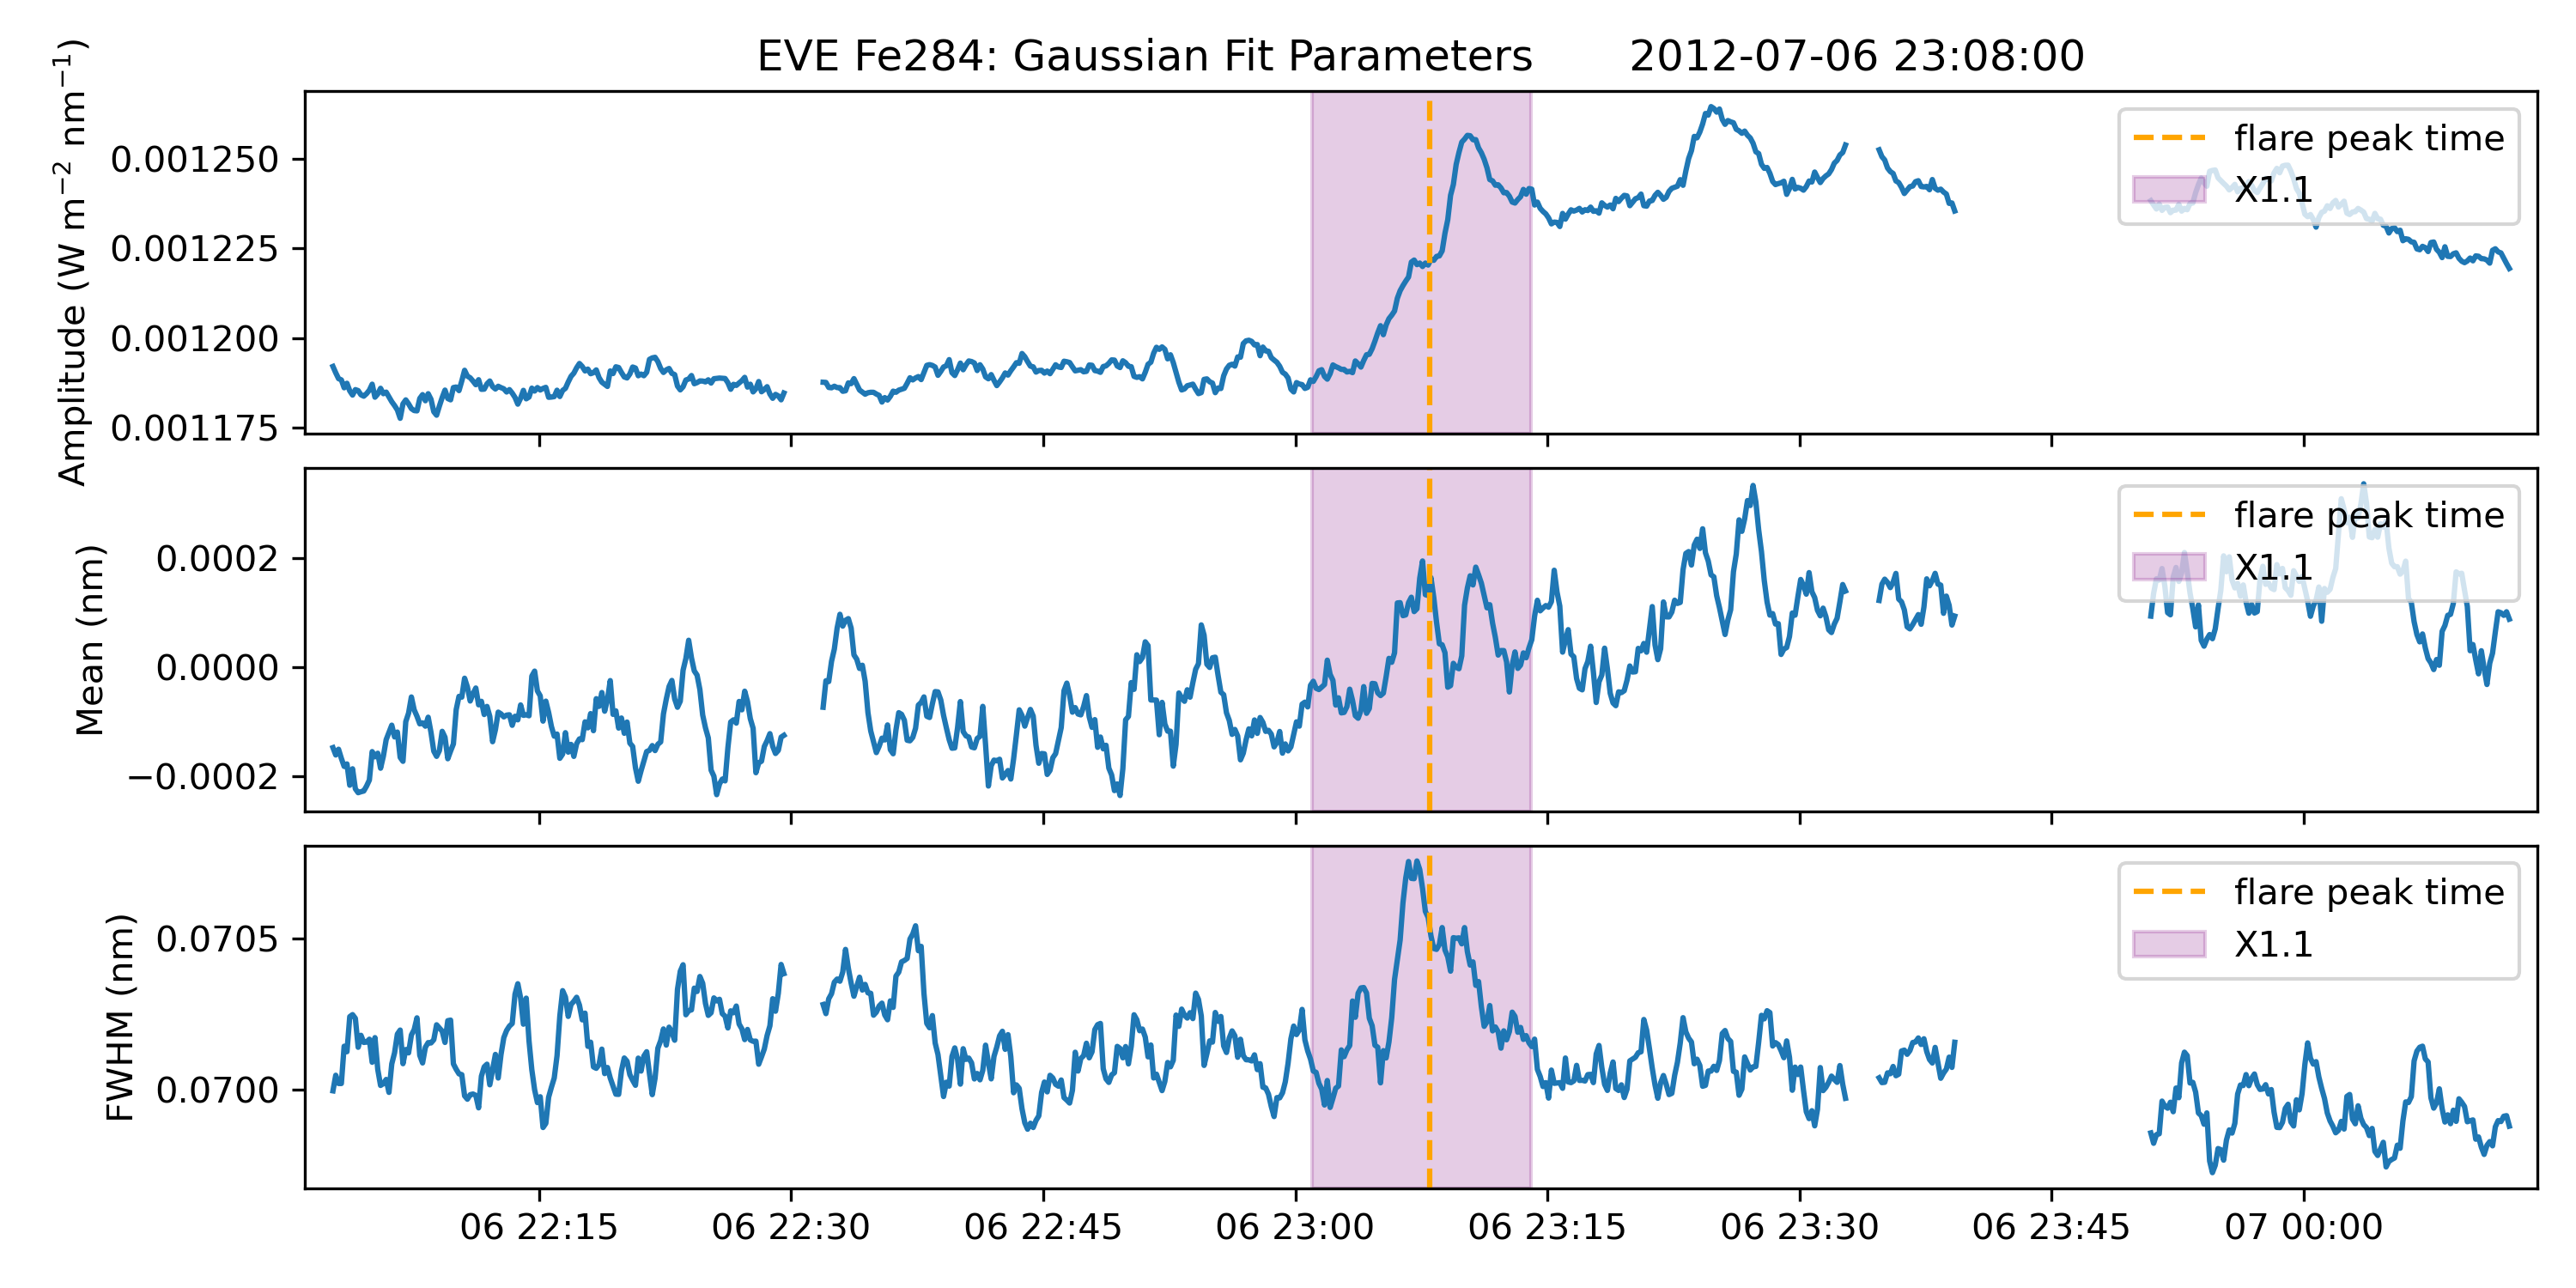 EVE Fe284: Gaussian Fit Parameters 2012-07-06 23:08:00
Amplitude (W m⁻² nm⁻¹)
0.001250
0.001225
0.001200
0.001175
flare peak time
X1.1
Mean (nm)
0.0002
0.0000
−0.0002
flare peak time
X1.1
FWHM (nm)
0.0705
0.0700
flare peak time
X1.1
06 22:15 06 22:30 06 22:45 06 23:00 06 23:15 06 23:30 06 23:45 07 00:00